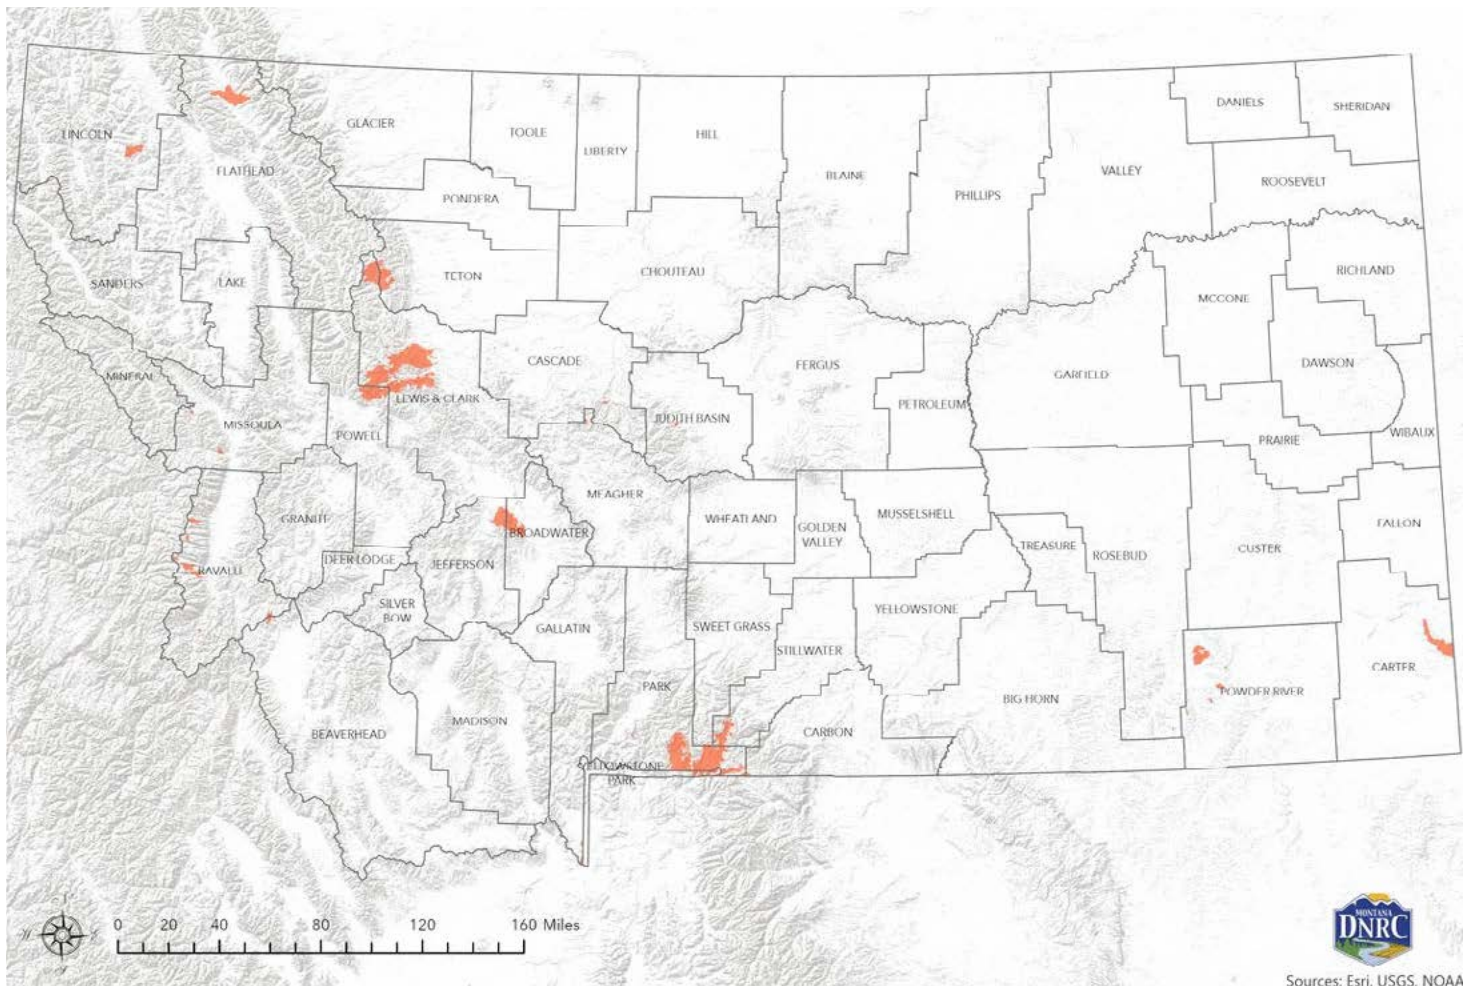 DANIELS
SHERIDAN
GLACIER
TOOLE
HILL
LINCOLN
LIBERTY
FLATHEAD
BLAINE
VALLEY
ROOSEVELT
PONDERA
PHILLIPS
SANDERS
LAKE
TETON
CHOUTEAU
RICHLAND
MCCONE
CASCADE
FERGUS
DAWSON
MINERAL
GARFIELD
LEWIS & CLARK
PETROLEUM
MISSOULA
JUDITH BASIN
POWELL
PRAIRIE
WIBAUX
MEAGHER
GRANITE
WHEATLAND
GOLDEN
VALLEY
MUSSELSHELL
BROADWATER
FALLON
TREASURE
ROSEBUD
CUSTER
DEER LODGE
JEFFERSON
RAVALLI
SILVER
BOW
GALLATIN
SWEET GRASS
YELLOWSTONE
STILLWATER
CARTER
PARK
POWDER RIVER
BIG HORN
BEAVERHEAD
MADISON
CARBON
YELLOWSTONE
PARK
0 20 40 80 120 160 Miles
MONTANA
DNRC
Sources: Esri, USGS, NOAA